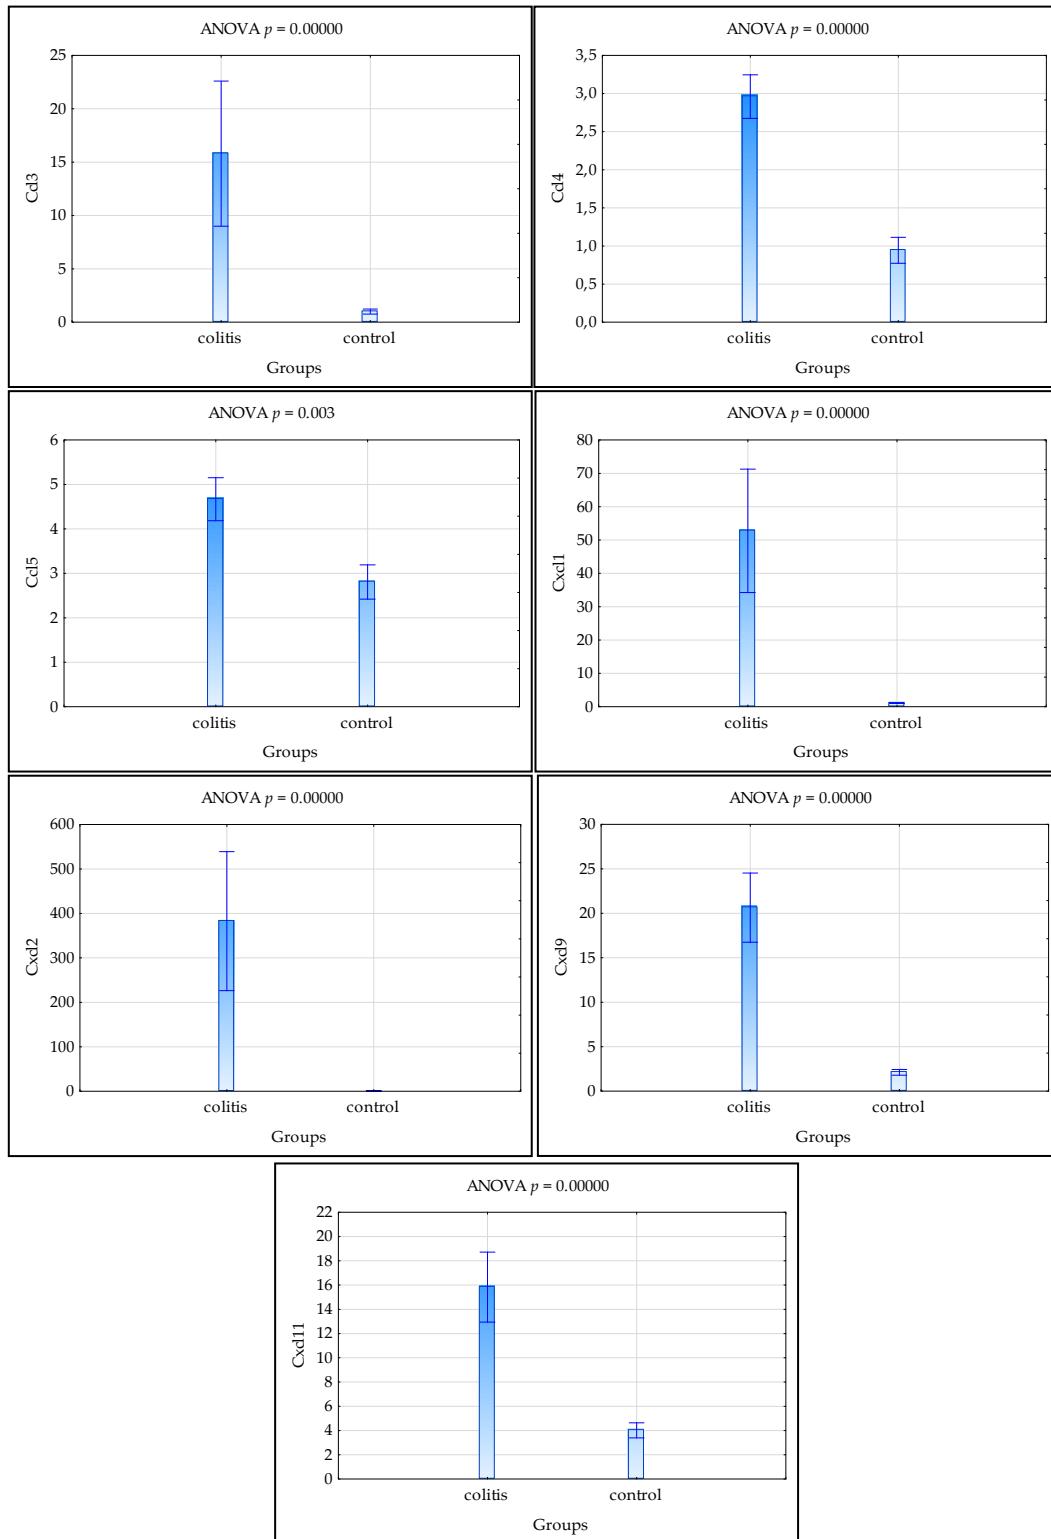 ANOVA p = 0.00000
25
20
15
10
5
0
Cd3
colitis control
Groups
ANOVA p = 0.00000
3,5
3,0
2,5
2,0
1,5
1,0
0,5
0,0
Cd4
colitis control
Groups
ANOVA p = 0.003
6
5
4
3
2
1
0
Ccl5
colitis control
Groups
ANOVA p = 0.00000
80
70
60
50
40
30
20
10
0
Cxcl1
colitis control
Groups
ANOVA p = 0.00000
600
500
400
300
200
100
0
Cxcl2
colitis control
Groups
ANOVA p = 0.00000
30
25
20
15
10
5
0
Cxcl9
colitis control
Groups
ANOVA p = 0.00000
22
20
18
16
14
12
10
8
6
4
2
0
Cxcl11
colitis control
Groups